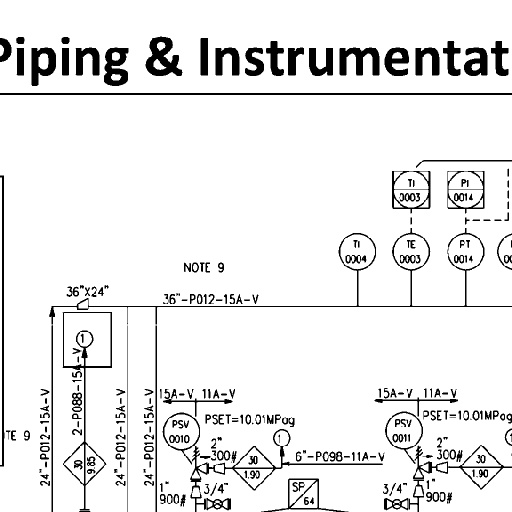 Piping & Instrumentat
TI
0003
PI
0014
TI
0004
TE
0003
PT
0014
NOTE 9
36"X24"
36"-P012-15A-V
1
24"-P012-15A-V
2-P088-15A-V
24"-P012-15A-V
24"-P012-15A-V
TE 9
15A-V 11A-V
15A-V 11A-V
PSV
0010
PSET=10.01MPag
PSV
0011
PSET=10.01MPag
2"
300#
1
2"
300#
30
9.85
30
1.90
6"-P098-11A-V
30
1.90
1"
900#
3/4"
SP
64
3/4"
1"
900#